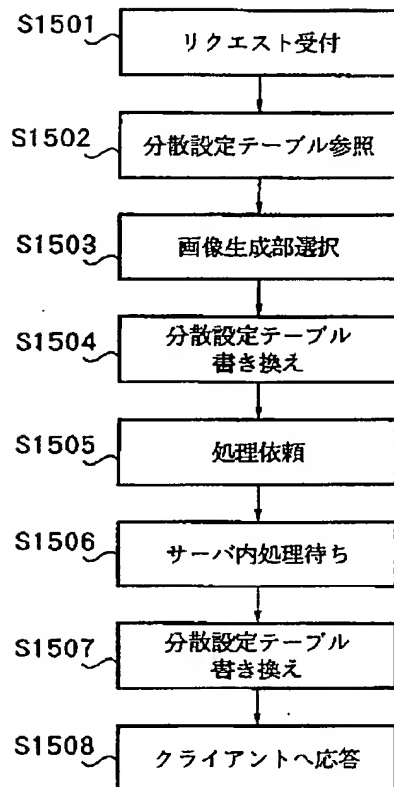 S1501
リクエスト受付
S1502
分散設定テーブル参照
S1503
画像生成部選択
S1504
分散設定テーブル
書き換え
S1505
処理依頼
S1506
サーバ内処理待ち
S1507
分散設定テーブル
書き換え
S1508
クライアントへ応答